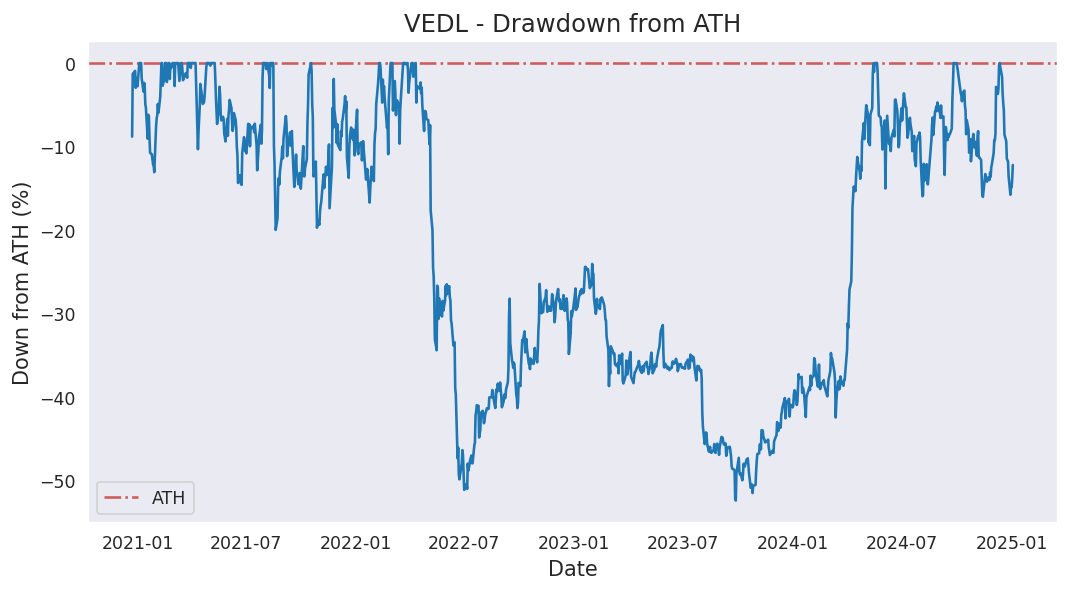 VEDL - Drawdown from ATH
Down from ATH (%)
0
−10
−20
−30
−40
−50
ATH
2021-01 2021-07 2022-01 2022-07 2023-01 2023-07 2024-01 2024-07 2025-01
Date